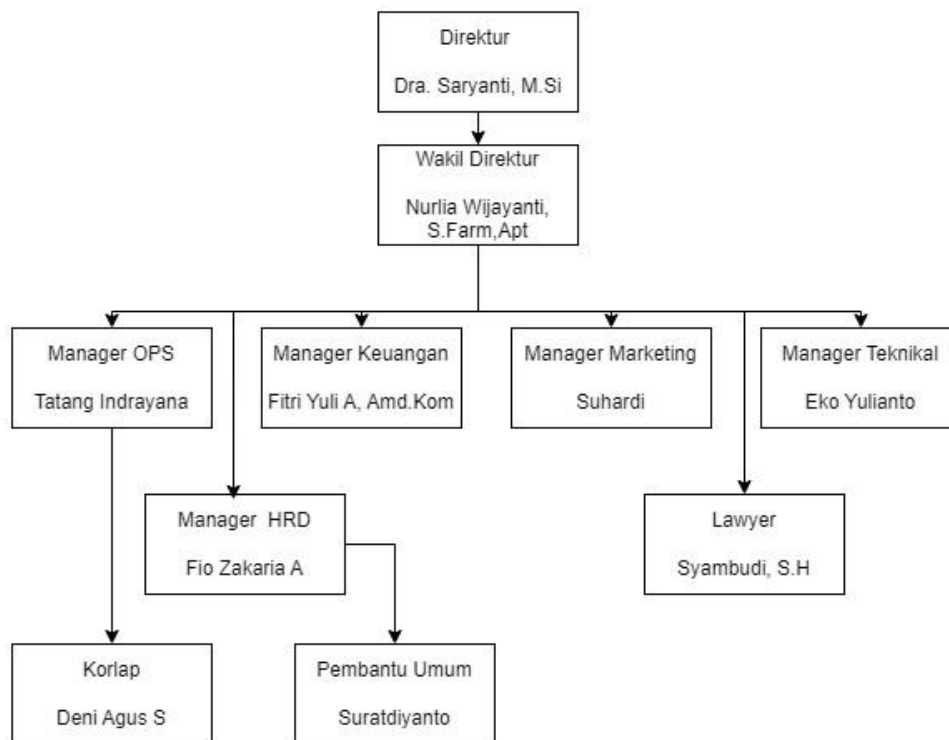 Direktur
Dra. Saryanti, M.Si
Wakil Direktur
Nurlia Wijayanti,
S.Farm,Apt
Manager OPS
Tatang Indrayana
Manager Keuangan
Fitri Yuli A, Amd.Kom
Manager Marketing
Suhardi
Manager Teknikal
Eko Yulianto
Manager HRD
Fio Zakaria A
Lawyer
Syambudi, S.H
Korlap
Deni Agus S
Pembantu Umum
Suratdiyanto